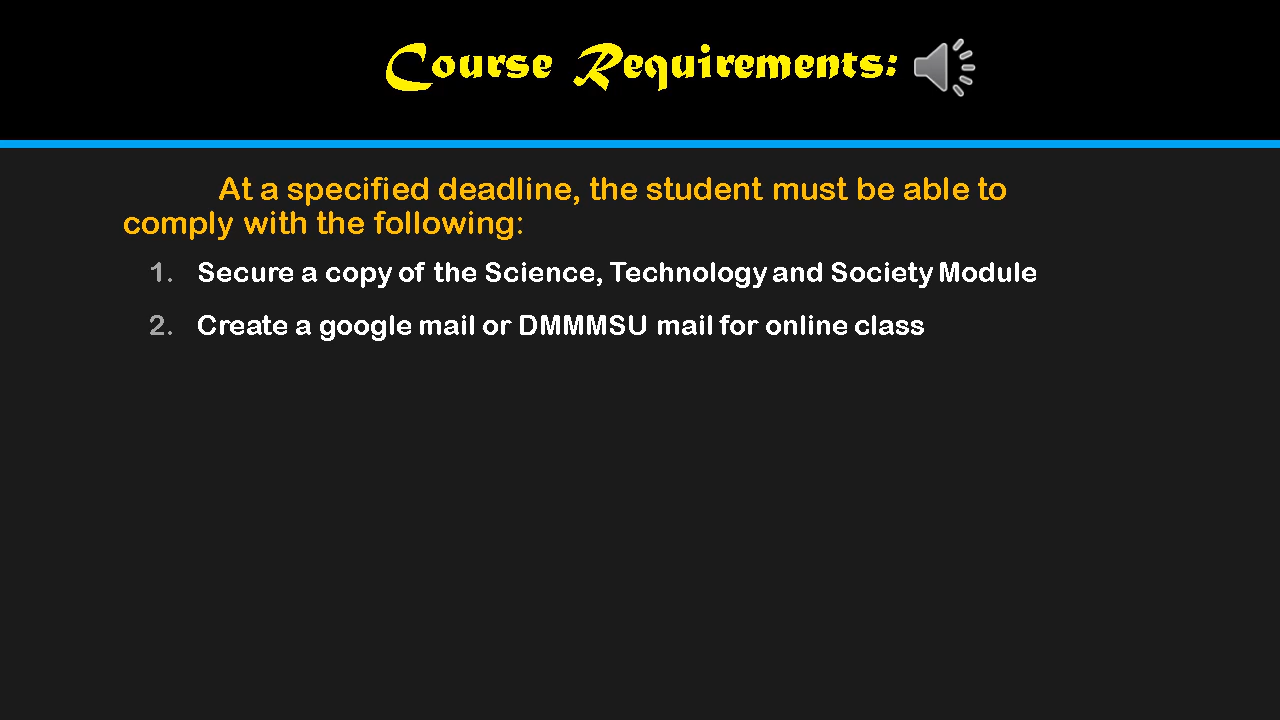 Course Requirements:
At a specified deadline, the student must be able to
comply with the following:
1. Secure a copy of the Science, Technology and Society Module
2. Create a google mail or DMMMSU mail for online class